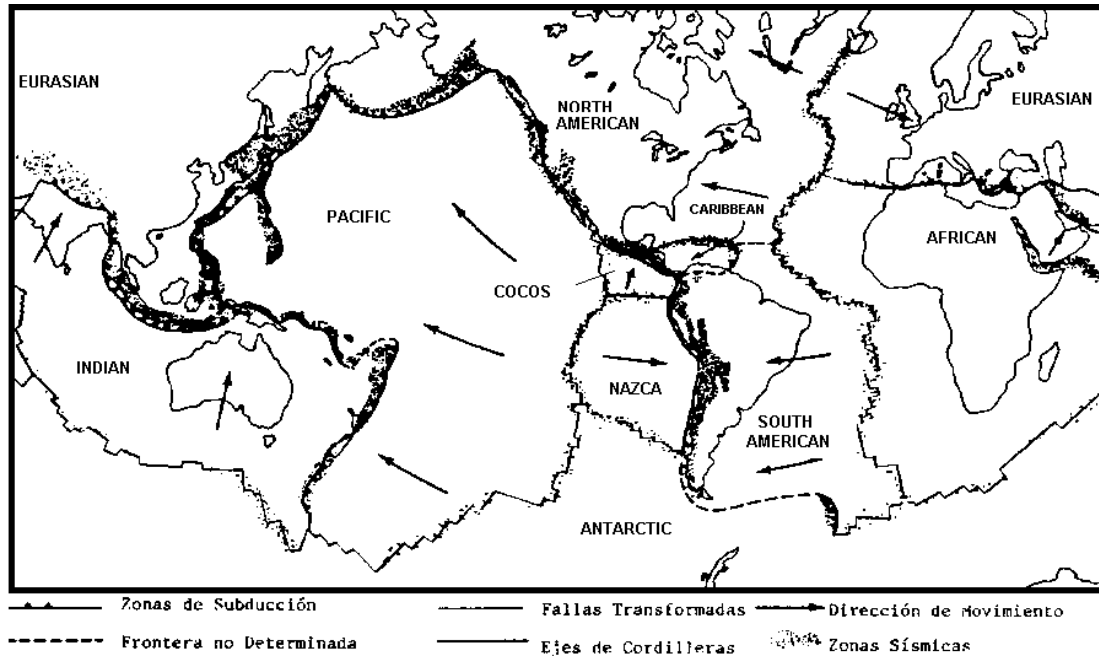 EURASIAN
NORTH
AMERICAN
EURASIAN
PACIFIC
CARIBBEAN
AFRICAN
COCOS
INDIAN
NAZCA
SOUTH
AMERICAN
ANTARCTIC
Zonas de Subducción
Fallas Transformadas
Dirección de Movimiento
Frontera no Determinada
Ejes de Cordilleras
Zonas Sísmicas